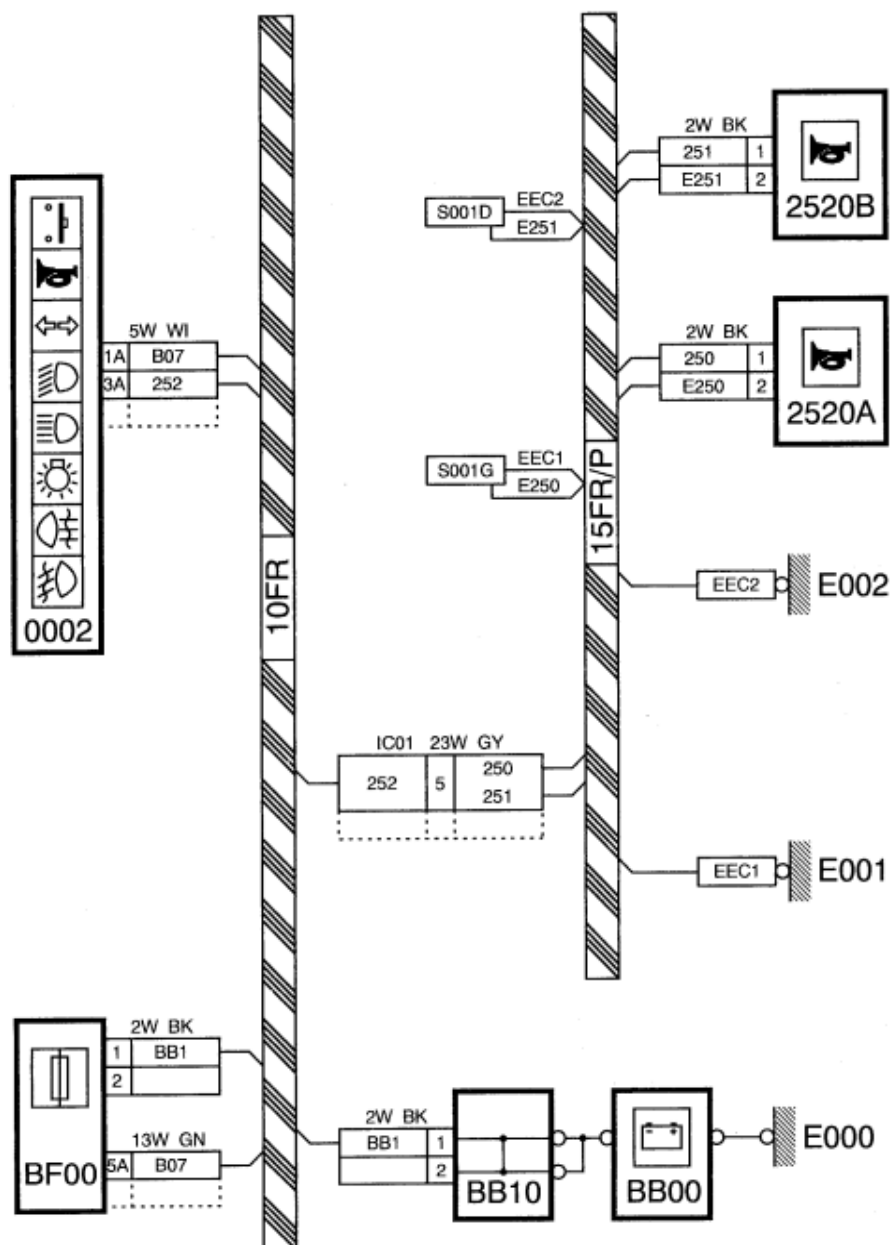 2W BK
251 1
E251 2
2520B
S001D
EEC2
E251
5W WI
1A B07
3A 252
0002
2W BK
250 1
E250 2
2520A
S001G
EEC1
E250
15FR/P
10FR
EEC2
E002
IC01 23W GY
252 5 250
251
EEC1
E001
2W BK
1 BB1
2
13W GN
5A B07
BF00
2W BK
BB1 1
2
BB10
BB00
E000